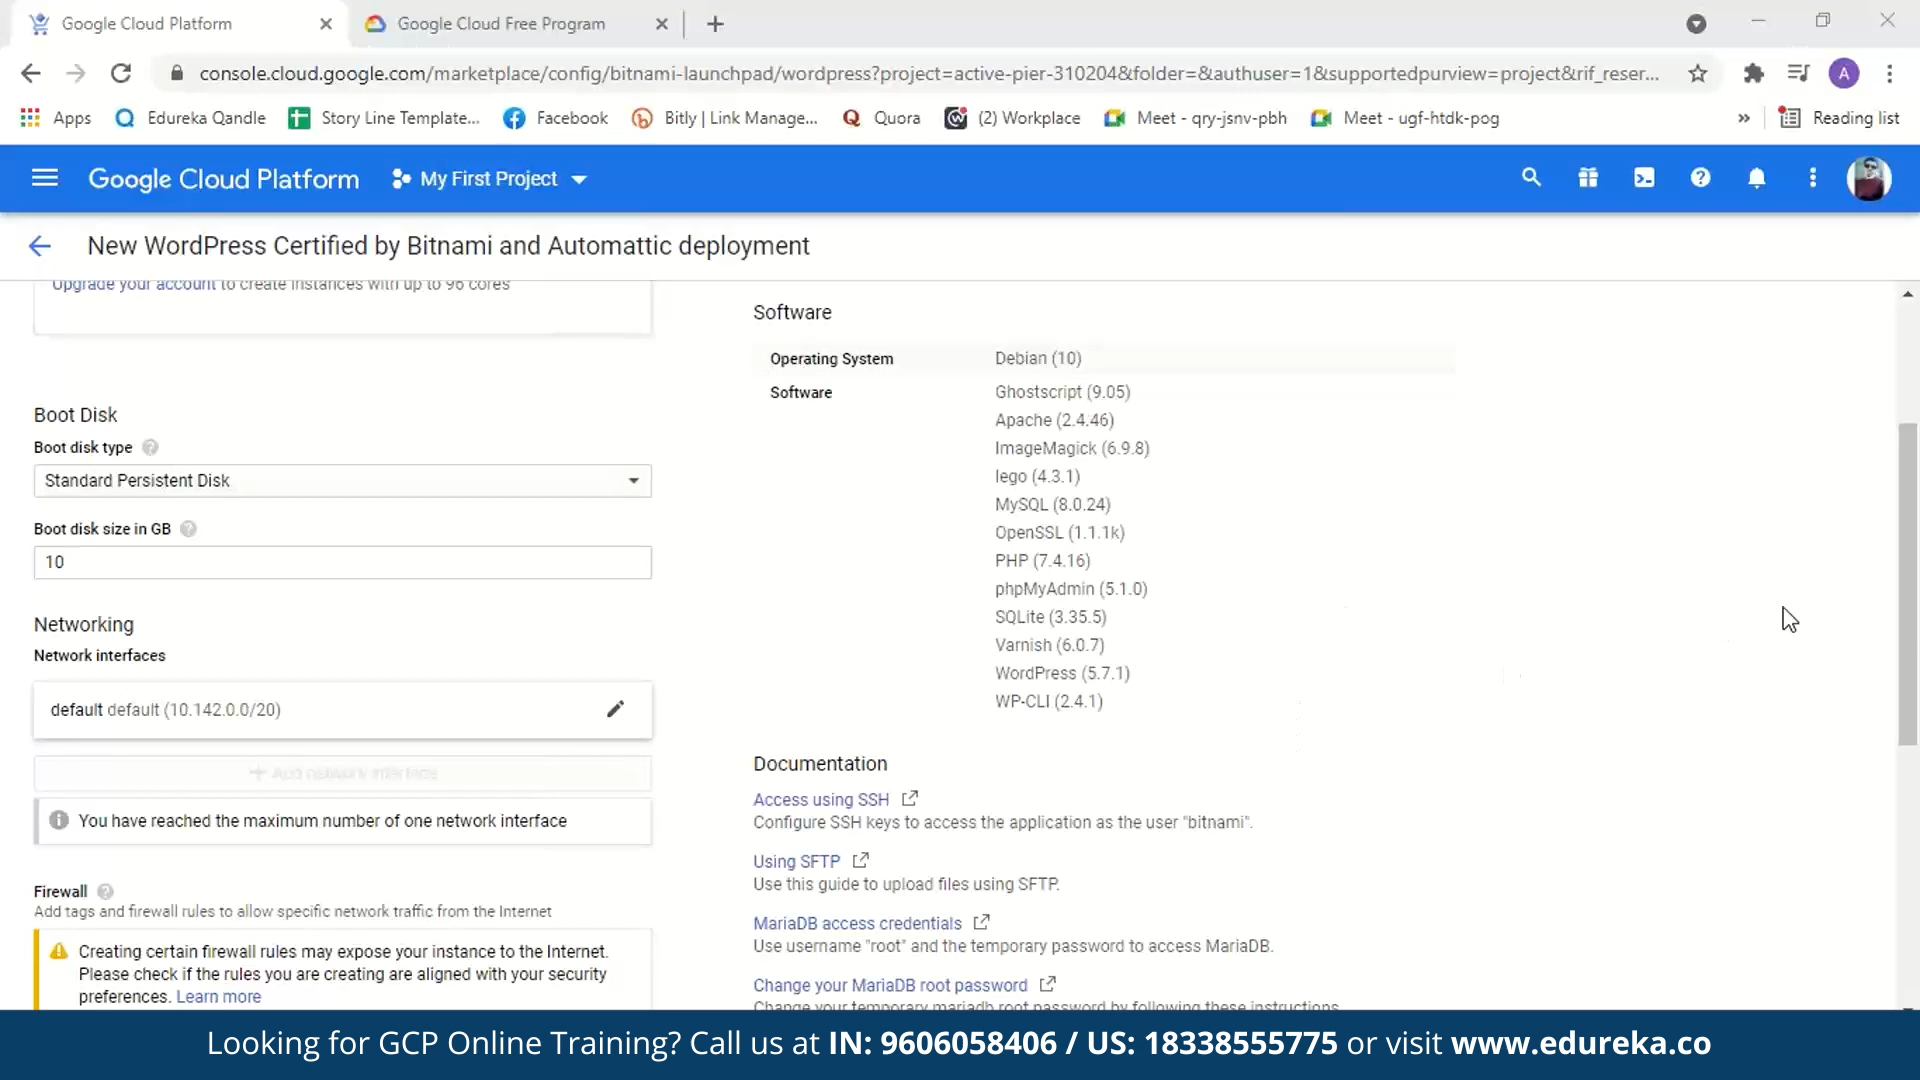 Google Cloud Platform
Google Cloud Free Program
console.cloud.google.com/marketplace/config/bitnami-launchpad/wordpress?project=active-pier-310204&folder=&authuser=1&supportedpurview=project&rif_reser...
A
Apps
Edureka Qandle
Story Line Template...
Facebook
Bitly | Link Manage...
Quora
(2) Workplace
Meet - qry-jsnv-pbh
Meet - ugf-htdk-pog
»
Reading list
Google Cloud Platform
My First Project
New WordPress Certified by Bitnami and Automattic deployment
Upgrade your account to create instances with up to 96 cores
Boot Disk
Boot disk type
Standard Persistent Disk
Boot disk size in GB
10
Networking
Network interfaces
default default (10.142.0.0/20)
+ Add network interface
You have reached the maximum number of one network interface
Firewall
Add tags and firewall rules to allow specific network traffic from the Internet
Creating certain firewall rules may expose your instance to the Internet.
Please check if the rules you are creating are aligned with your security
preferences. Learn more
Software
Operating System Debian (10)
Software Ghostscript (9.05)
Apache (2.4.46)
ImageMagick (6.9.8)
lego (4.3.1)
MySQL (8.0.24)
OpenSSL (1.1.1k)
PHP (7.4.16)
phpMyAdmin (5.1.0)
SQLite (3.35.5)
Varnish (6.0.7)
WordPress (5.7.1)
WP-CLI (2.4.1)
Documentation
Access using SSH
Configure SSH keys to access the application as the user "bitnami".
Using SFTP
Use this guide to upload files using SFTP.
MariaDB access credentials
Use username "root" and the temporary password to access MariaDB.
Change your MariaDB root password
Change your temporary mariadb root password by following these instructions
Looking for GCP Online Training? Call us at IN: 9606058406 / US: 18338555775 or visit www.edureka.co